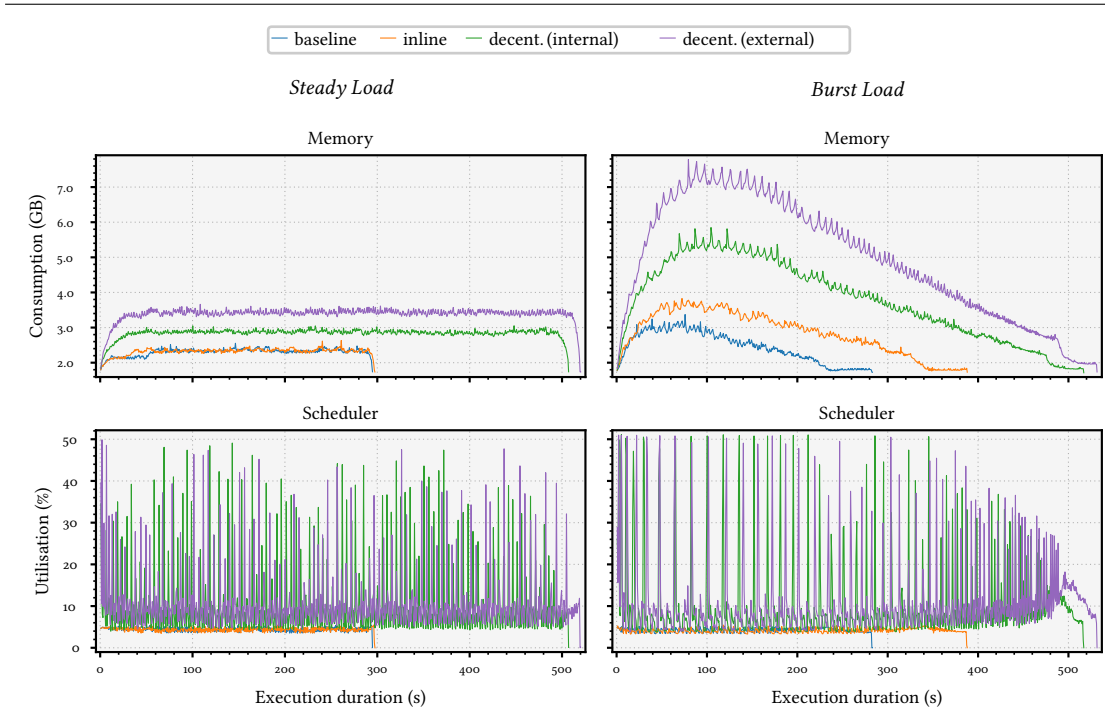 baseline inline decent. (internal) decent. (external)
Steady Load Burst Load
Memory Memory
Consumption (GB)
7.0
6.0
5.0
4.0
3.0
2.0
Scheduler Scheduler
Utilisation (%)
50
40
30
20
10
0
0 100 200 300 400 500 0 100 200 300 400 500
Execution duration (s) Execution duration (s)